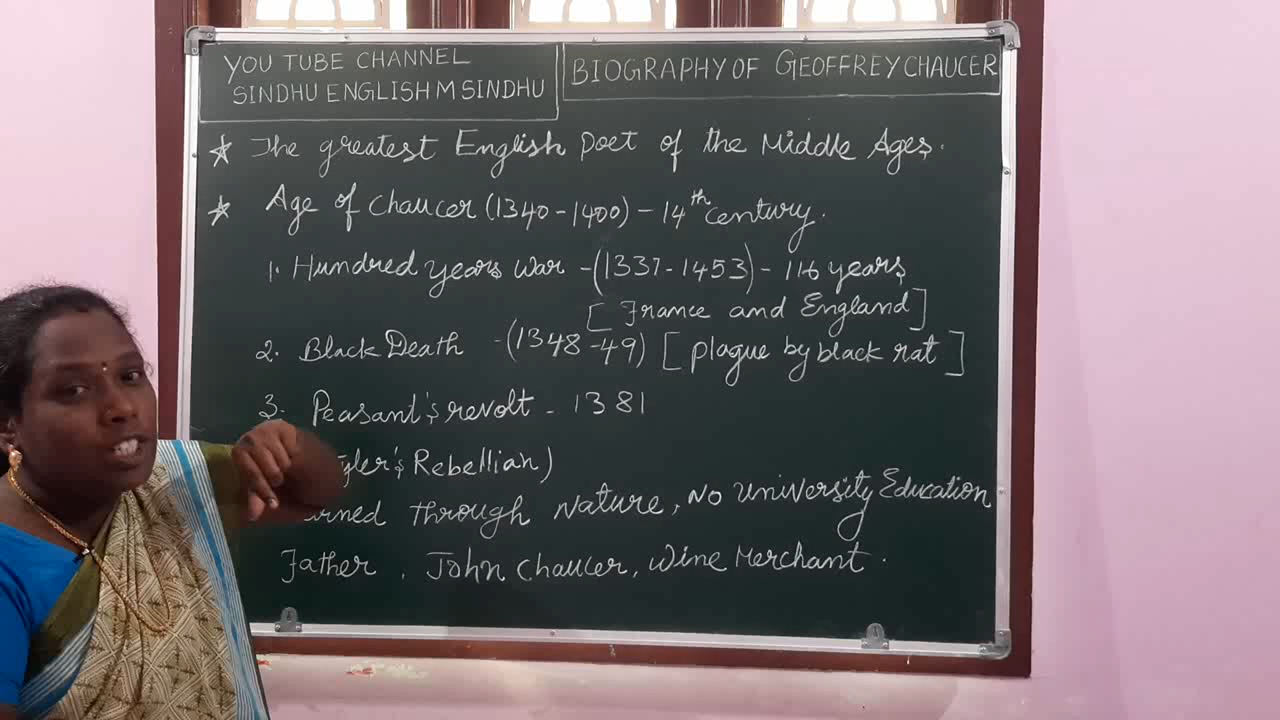 YOU TUBE CHANNEL
SINDHU ENGLISH M SINDHU
BIOGRAPHY OF GEOFFREY CHAUCER
The greatest English Poet of the Middle Ages.
Age of Chaucer (1340-1400) - 14th century.
1. Hundred years war - (1337-1453) - 116 years
[France and England]
2. Black Death - (1348-49) [plague by black rat]
3. Peasant's revolt - 1381
Rebellian)
through Nature, No University Education
Father. John Chaucer, Wine Merchant.